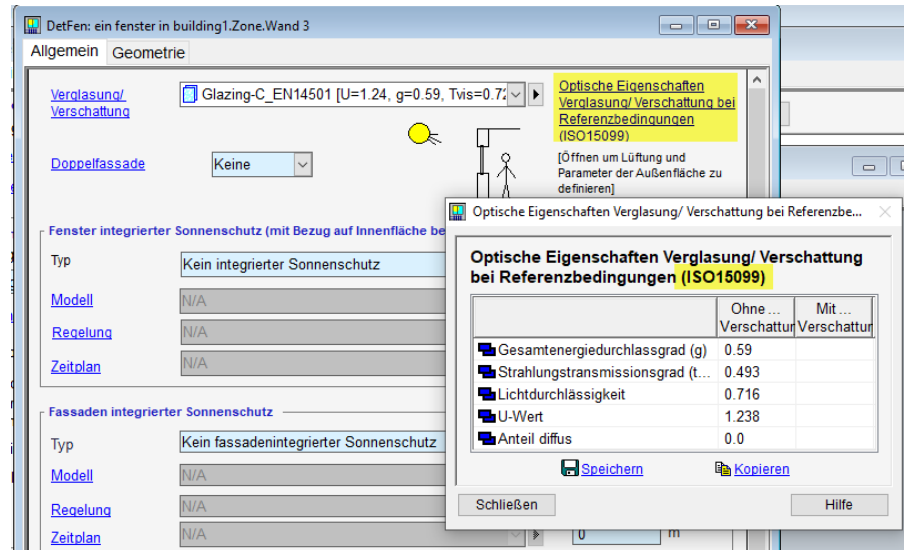 DetFen: ein fenster in building1.Zone.Wand 3
Allgemein Geometrie
Verglasung/
Verschattung
Glazing-C_EN14501 [U=1.24, g=0.59, Tvis=0.72
Optische Eigenschaften
Verglasung/ Verschattung bei
Referenzbedingungen
(ISO15099)
Doppelfassade
Keine
[Öffnen um Lüftung und
Parameter der Außenfläche zu
definieren]
Fenster integrierter Sonnenschutz (mit Bezug auf Innenfläche be
Typ
Kein integrierter Sonnenschutz
Modell
N/A
Regelung
N/A
Zeitplan
N/A
Fassaden integrierter Sonnenschutz
Typ
Kein fassadenintegrierter Sonnenschutz
Modell
N/A
Regelung
N/A
Zeitplan
N/A
0 m
Optische Eigenschaften Verglasung/ Verschattung bei Referenzbe...
Optische Eigenschaften Verglasung/ Verschattung
bei Referenzbedingungen (ISO15099)
Ohne ... Mit ...
Verschattur Verschattur
Gesamtenergiedurchlassgrad (g) 0.59
Strahlungstransmissionsgrad (t... 0.493
Lichtdurchlässigkeit 0.716
U-Wert 1.238
Anteil diffus 0.0
Speichern Kopieren
Schließen Hilfe